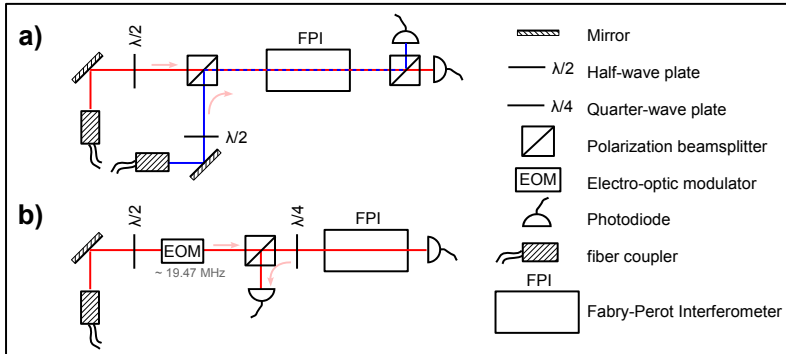 a)
λ/2
FPI
λ/2
b)
λ/2
EOM
~ 19.47 MHz
λ/4
FPI
Mirror
λ/2
Half-wave plate
λ/4
Quarter-wave plate
Polarization beamsplitter
EOM
Electro-optic modulator
Photodiode
fiber coupler
FPI
Fabry-Perot Interferometer